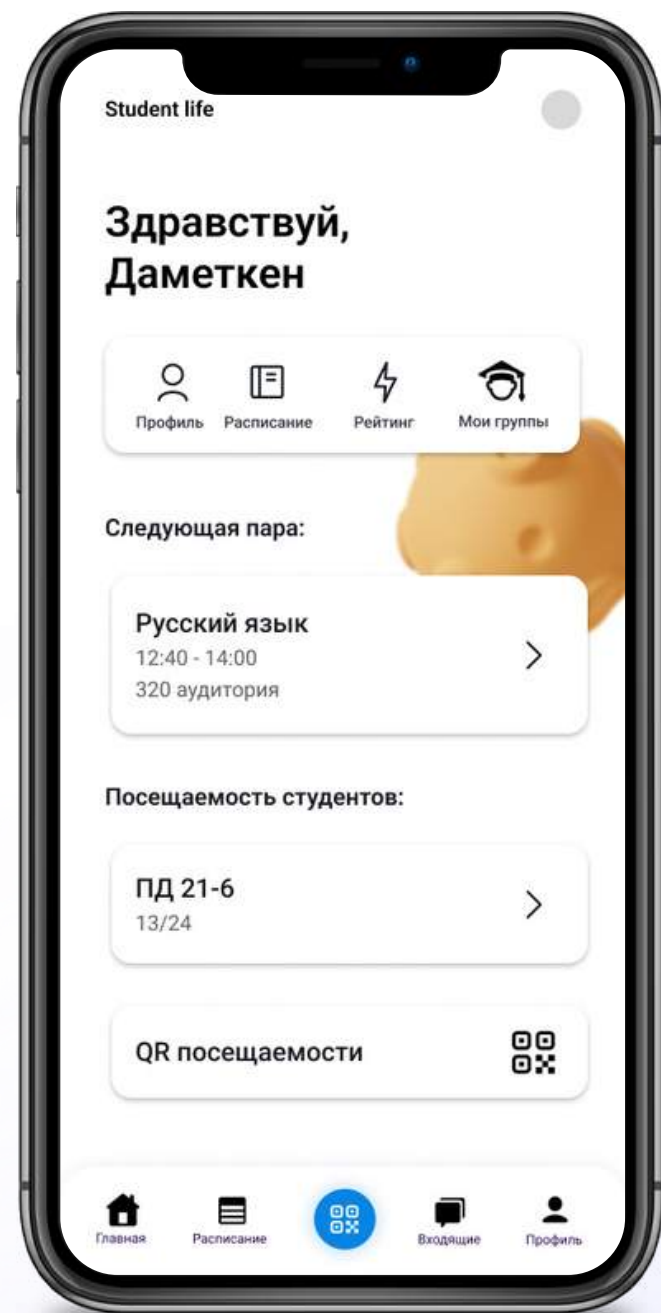 Student life
Здравствуй,
Даметкен
Профиль Расписание Рейтинг Мои группы
Следующая пара:
Русский язык
12:40 - 14:00
320 аудитория
Посещаемость студентов:
ПД 21-6
13/24
QR посещаемости
Главная Расписание Входящие Профиль